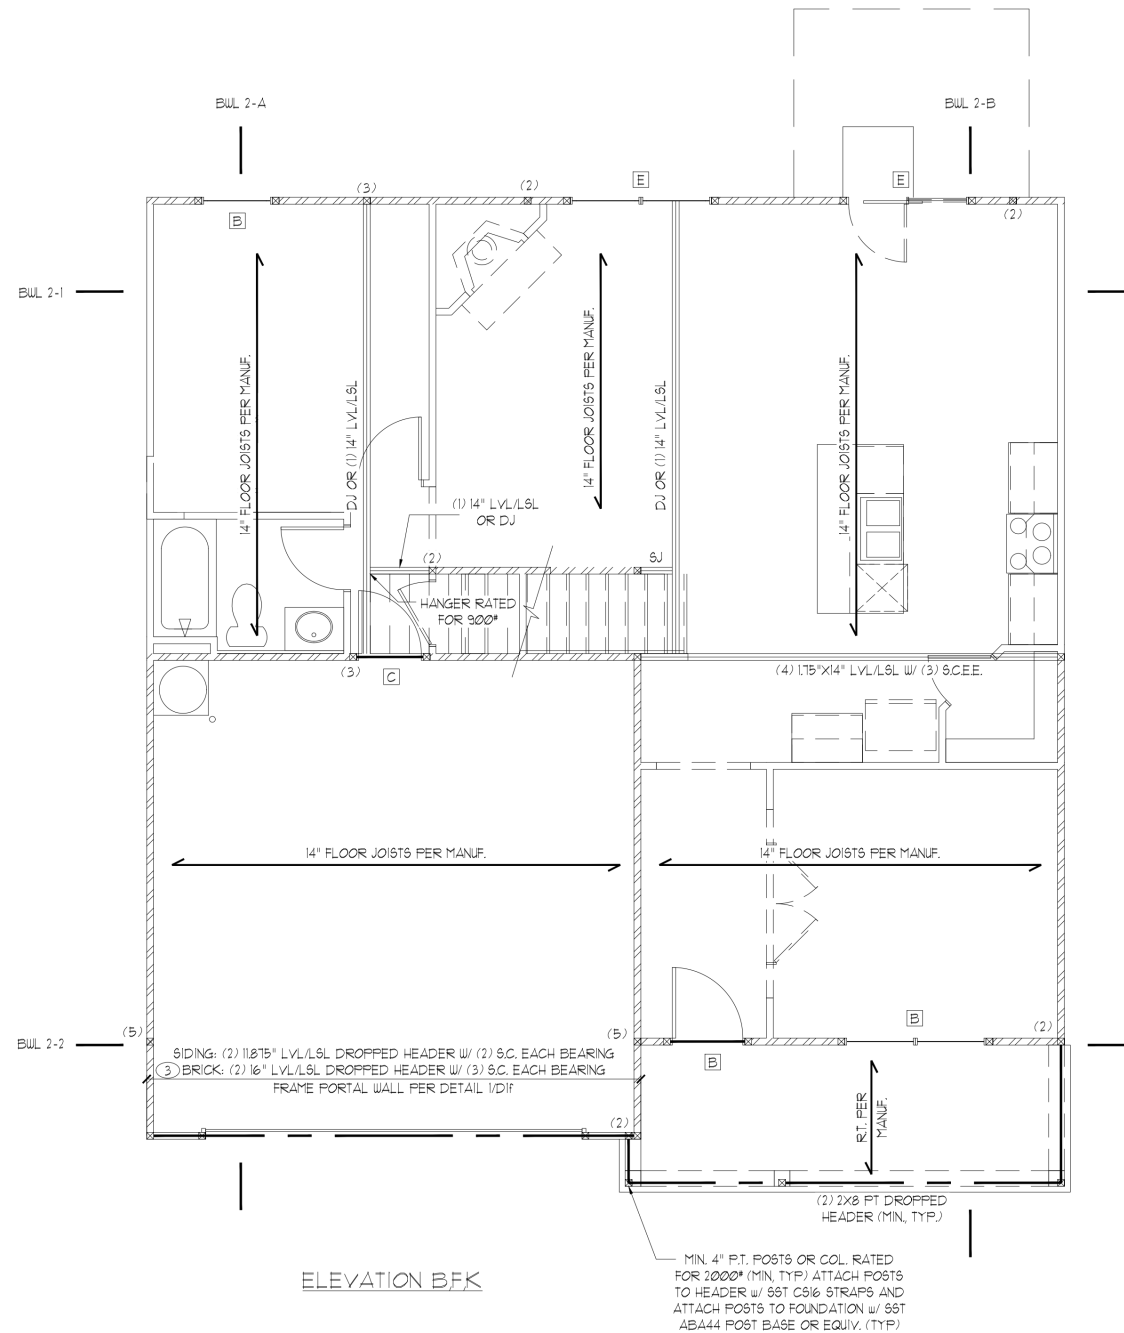 BWL 2-A
BWL 2-B
(3)
(2)
E
E
B
(2)
BWL 2-1
14" FLOOR JOISTS PER MANUF.
DJ OR (1) 14" LVL/LSL
14" FLOOR JOISTS PER MANUF.
DJ OR (1) 14" LVL/LSL
14" FLOOR JOISTS PER MANUF.
(1) 14" LVL/LSL
OR DJ
(2)
SJ
HANGER RATED
FOR 900#
(3)
C
(4) 1.75"X14" LVL/LSL W/ (3) S.C.E.E.
14" FLOOR JOISTS PER MANUF.
14" FLOOR JOISTS PER MANUF.
BWL 2-2
(5)
(5)
B
(2)
SIDING: (2) 11.875" LVL/LSL DROPPED HEADER W/ (2) S.C. EACH BEARING
3 BRICK: (2) 16" LVL/LSL DROPPED HEADER W/ (3) S.C. EACH BEARING
FRAME PORTAL WALL PER DETAIL 1/D1f
B
R.T. PER
MANUF.
(2)
(2) 2X8 PT DROPPED
HEADER (MIN., TYP.)
MIN. 4" P.T. POSTS OR COL. RATED
FOR 2000# (MIN, TYP) ATTACH POSTS
TO HEADER w/ SST CS16 STRAPS AND
ATTACH POSTS TO FOUNDATION w/ SST
ABA44 POST BASE OR EQUIV. (TYP)
ELEVATION B,F,K